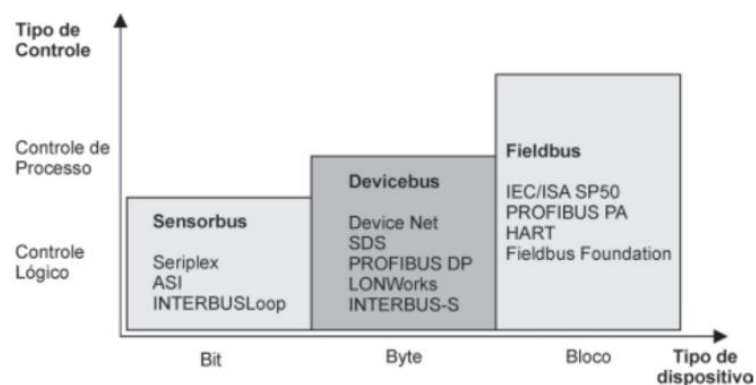 Tipo de
Controle
Controle de
Processo
Controle
Lógico
Sensorbus
Seriplex
ASI
INTERBUSLoop
Devicebus
Device Net
SDS
PROFIBUS DP
LONWorks
INTERBUS-S
Fieldbus
IEC/ISA SP50
PROFIBUS PA
HART
Fieldbus Foundation
Bit
Byte
Bloco
Tipo de
dispositivo